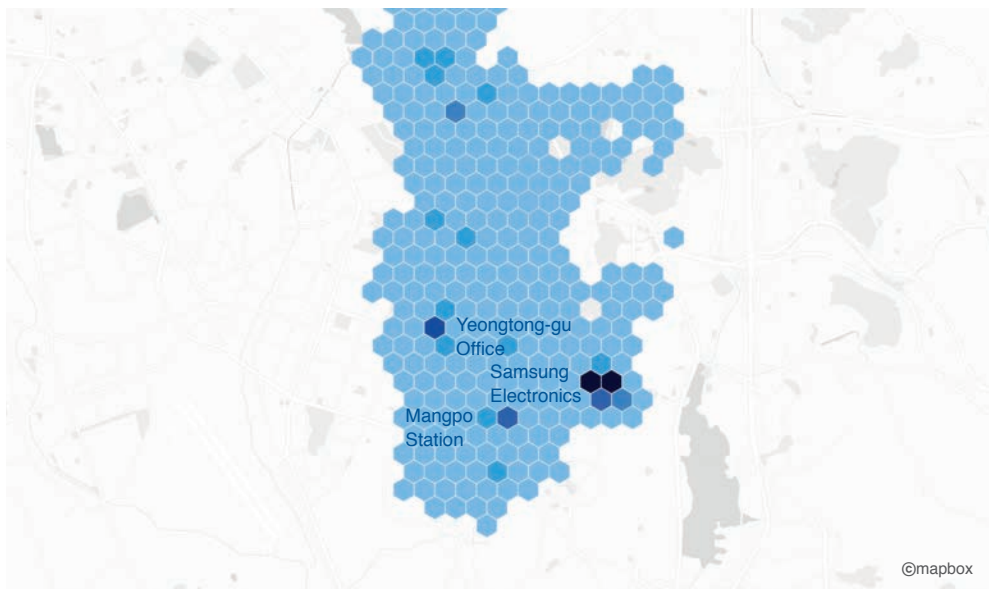 Yeongtong-gu
Office
Samsung
Electronics
Mangpo
Station
©mapbox